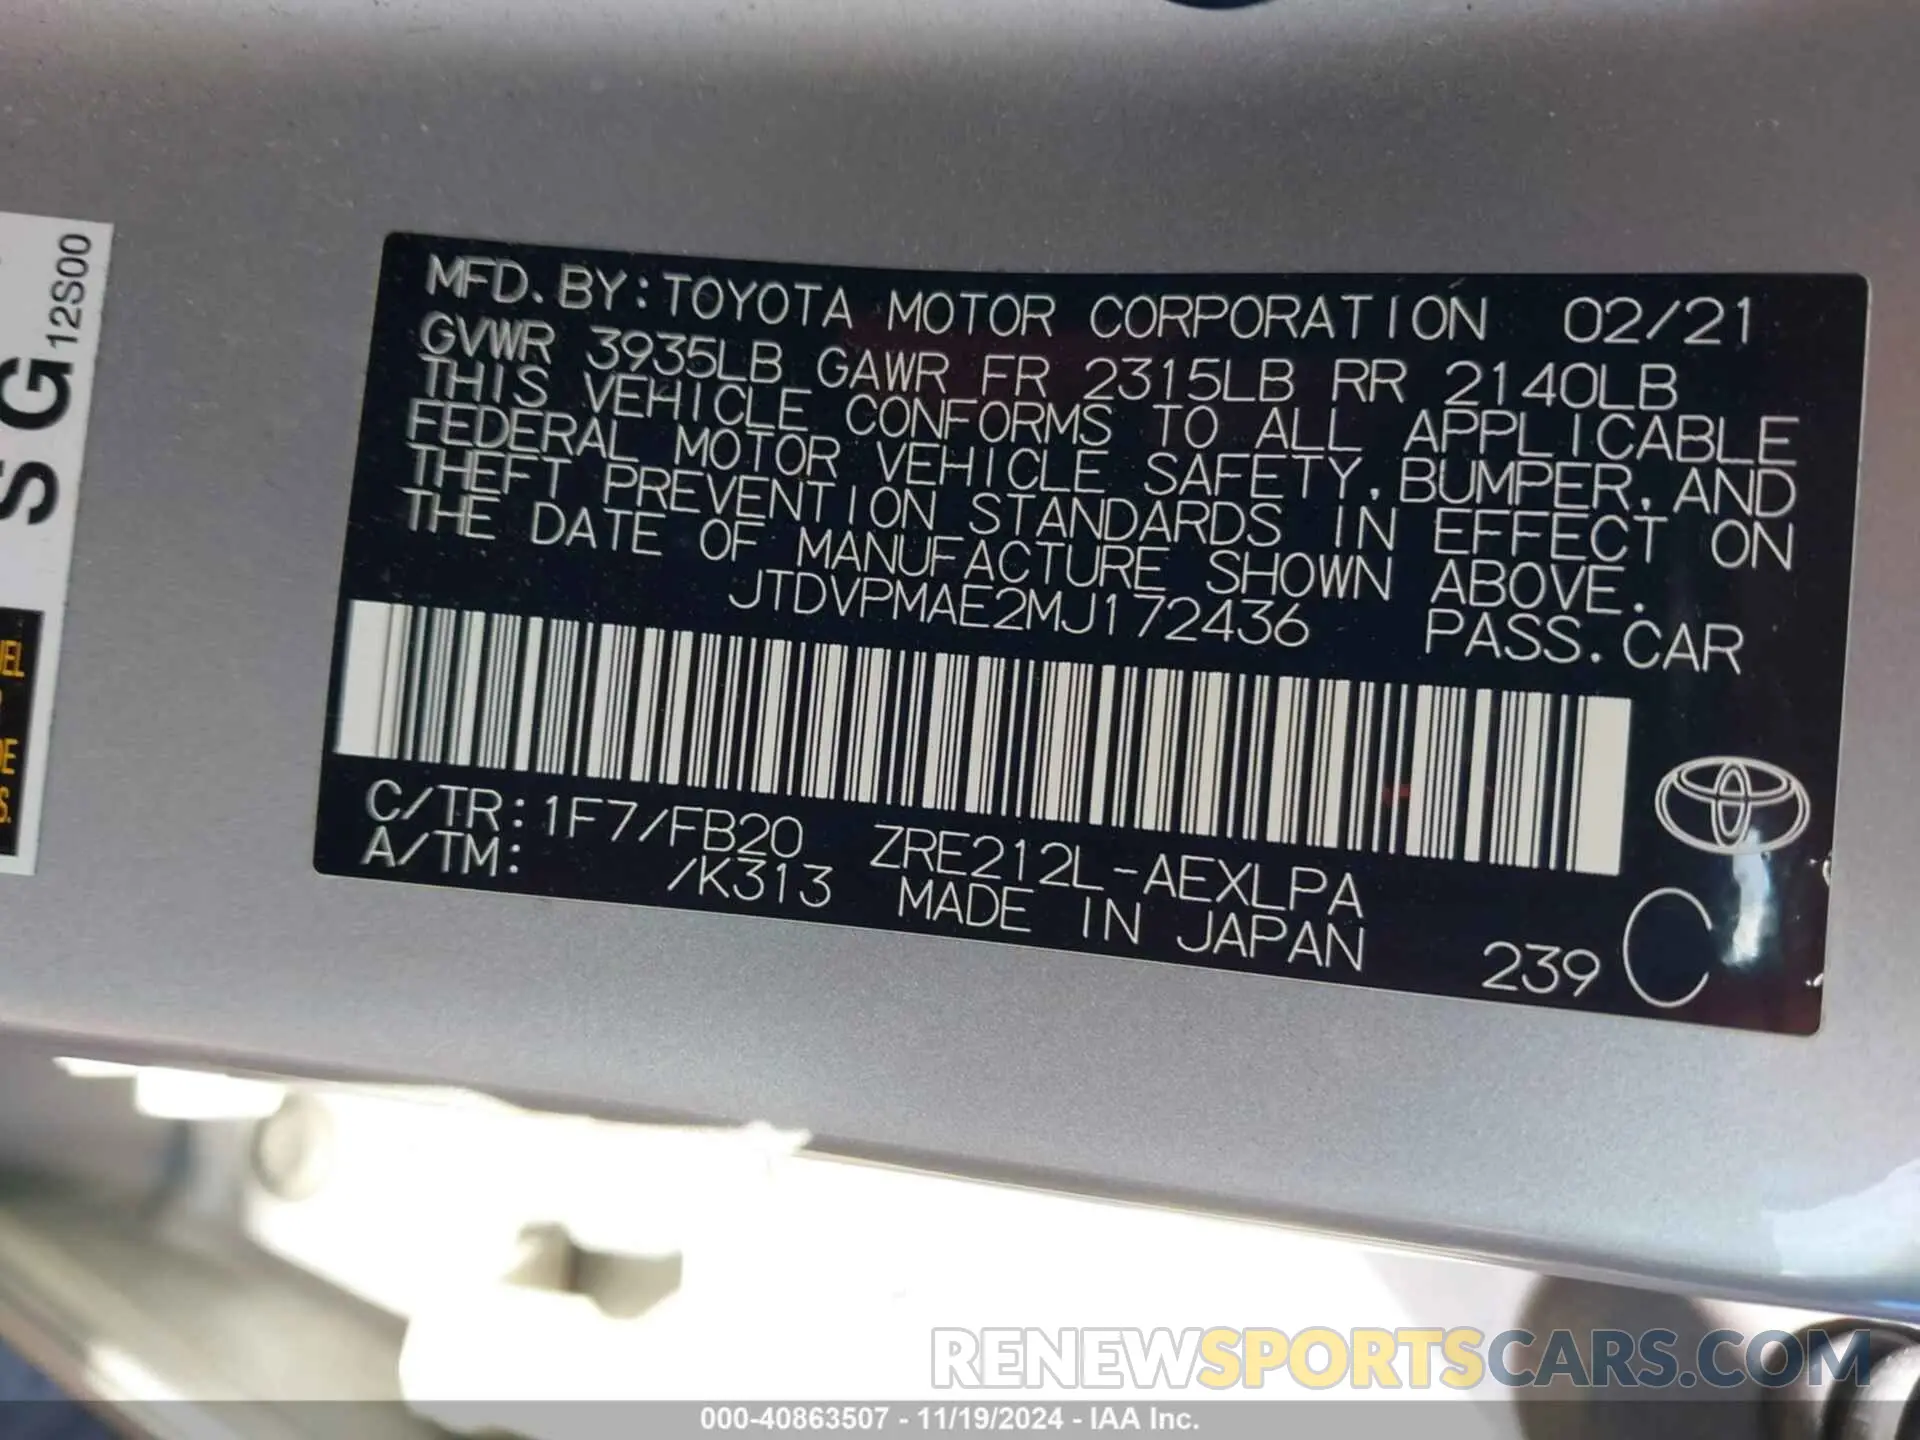 MFD. BY: TOYOTA MOTOR CORPORATION 02/21
GVWR 3935LB GAWR FR 2315LB RR 2140LB
THIS VEHICLE CONFORMS TO ALL APPLICABLE
FEDERAL MOTOR VEHICLE SAFETY, BUMPER, AND
THEFT PREVENTION STANDARDS IN EFFECT ON
THE DATE OF MANUFACTURE SHOWN ABOVE.
JTDVPMAE2MJ172436 PASS. CAR
C/TR: 1F7/FB20 ZRE212L-AEXLPA
A/TM: /K313 MADE IN JAPAN
239 C
S G 12S00
RENEWSPORTSCARS.COM
000-40863507 - 11/19/2024 - IAA Inc.